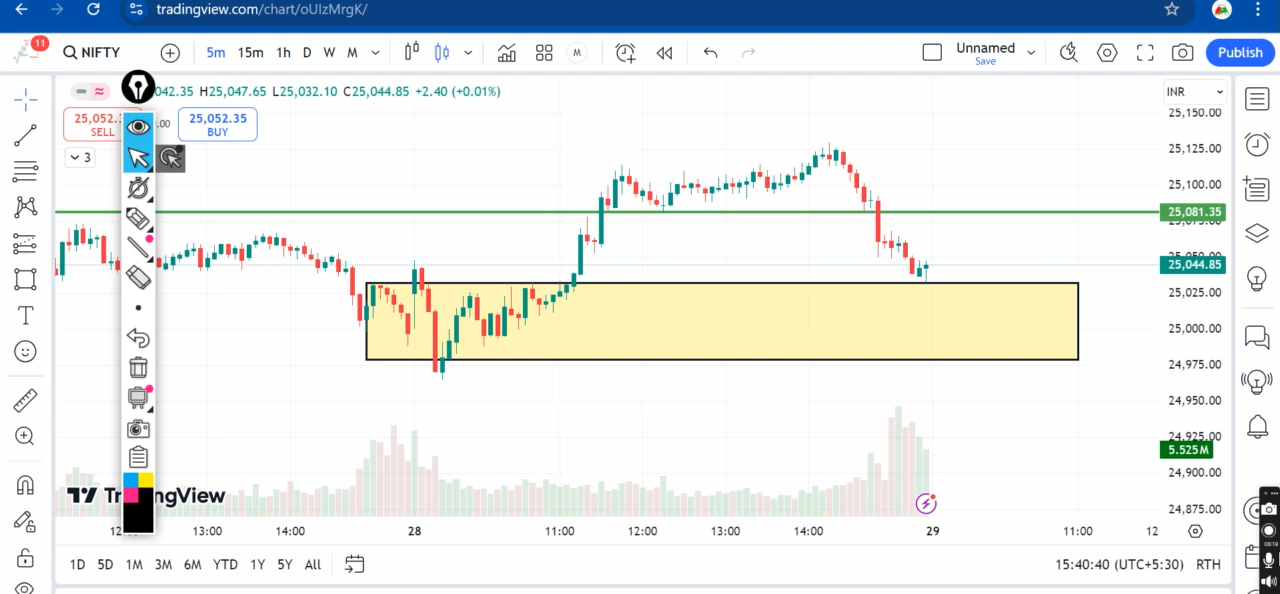 tradingview.com/chart/oUIzMrgK/
11 NIFTY 5m 15m 1h D W M M Unnamed Save Publish
042.35 H25,047.65 L25,032.10 C25,044.85 +2.40 (+0.01%) INR
25,052. SELL .00 25,052.35 BUY
3
25,150.00
25,125.00
25,100.00
25,081.35
25,044.85
25,025.00
25,000.00
24,975.00
24,950.00
24,925.00
5.525M
24,900.00
24,875.00
TradingView
13:00 14:00 28 11:00 12:00 13:00 14:00 29 11:00 12
1D 5D 1M 3M 6M YTD 1Y 5Y All 15:40:40 (UTC+5:30) RTH